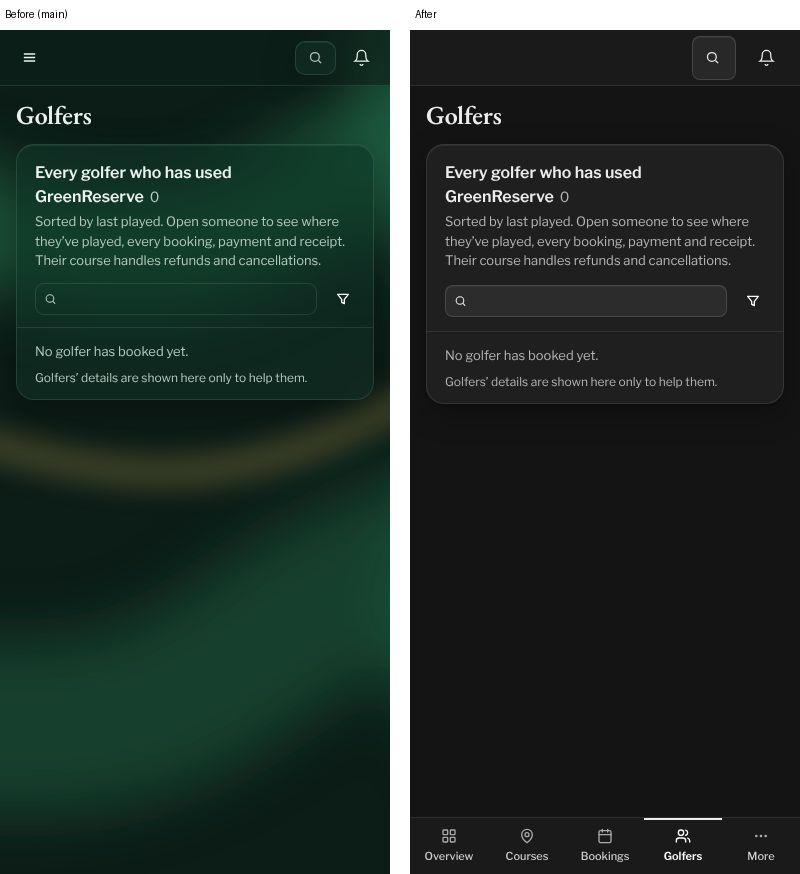 Before (main)
Golfers
Every golfer who has used
GreenReserve 0
Sorted by last played. Open someone to see where
they’ve played, every booking, payment and receipt.
Their course handles refunds and cancellations.
No golfer has booked yet.
Golfers’ details are shown here only to help them.
After
Golfers
Every golfer who has used
GreenReserve 0
Sorted by last played. Open someone to see where
they’ve played, every booking, payment and receipt.
Their course handles refunds and cancellations.
No golfer has booked yet.
Golfers’ details are shown here only to help them.
Overview Courses Bookings Golfers More